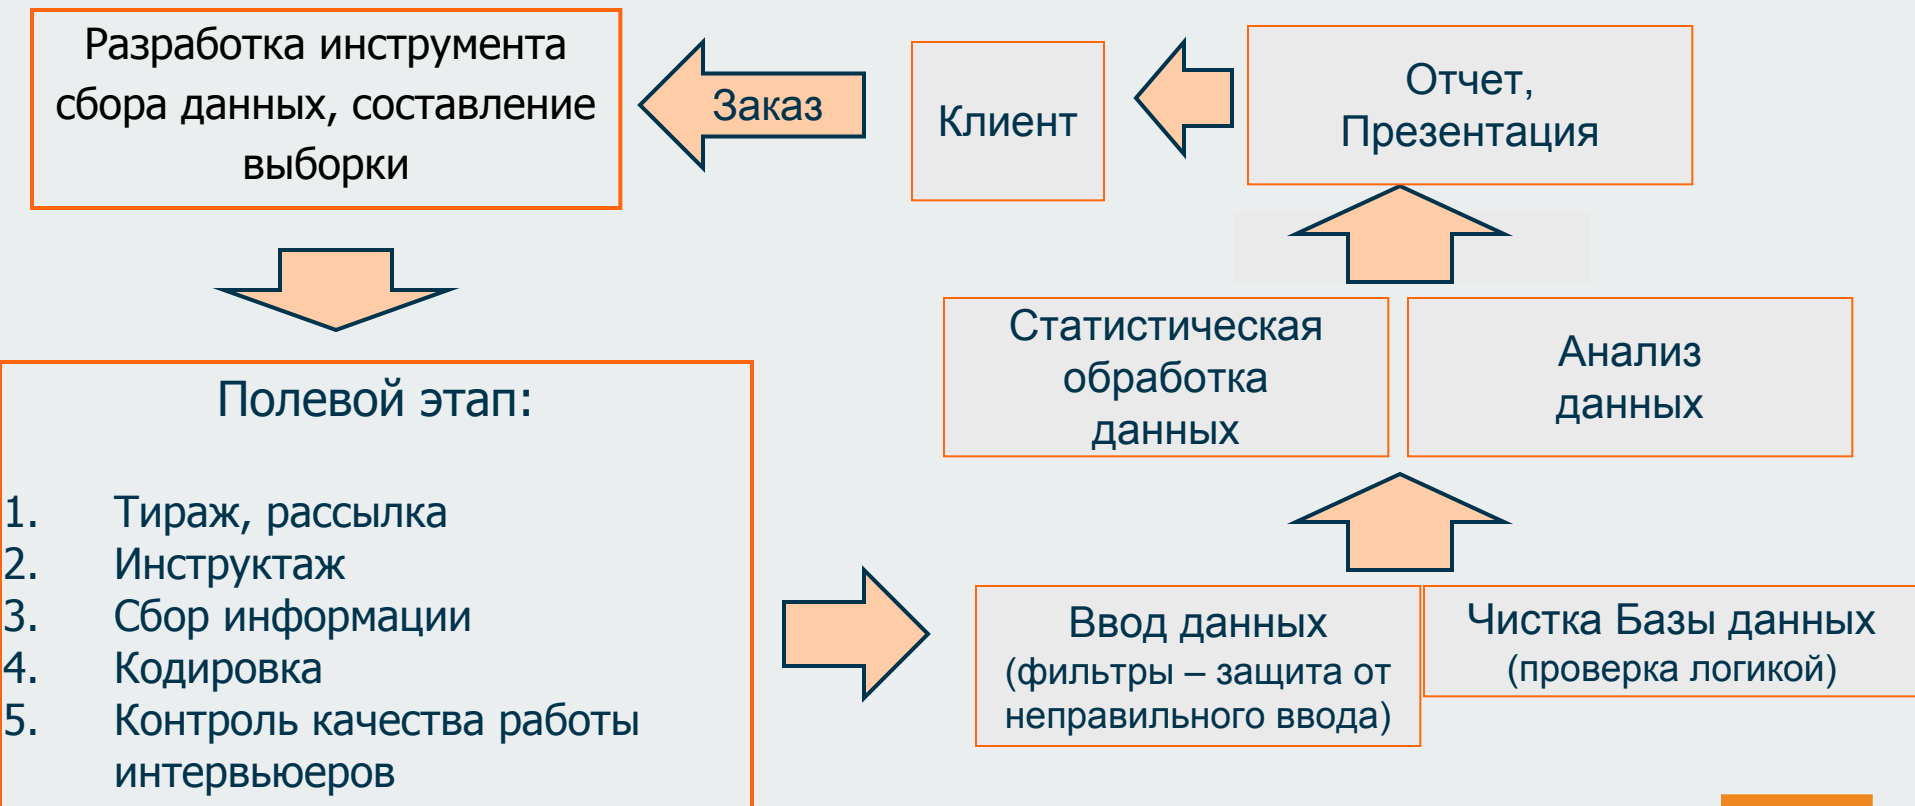 Разработка инструмента
сбора данных, составление
выборки
Заказ
Клиент
Отчет,
Презентация
Статистическая
обработка
данных
Анализ
данных
Полевой этап:
1. Тираж, рассылка
2. Инструктаж
3. Сбор информации
4. Кодировка
5. Контроль качества работы
интервьюеров
Ввод данных
(фильтры – защита от
неправильного ввода)
Чистка Базы данных
(проверка логикой)